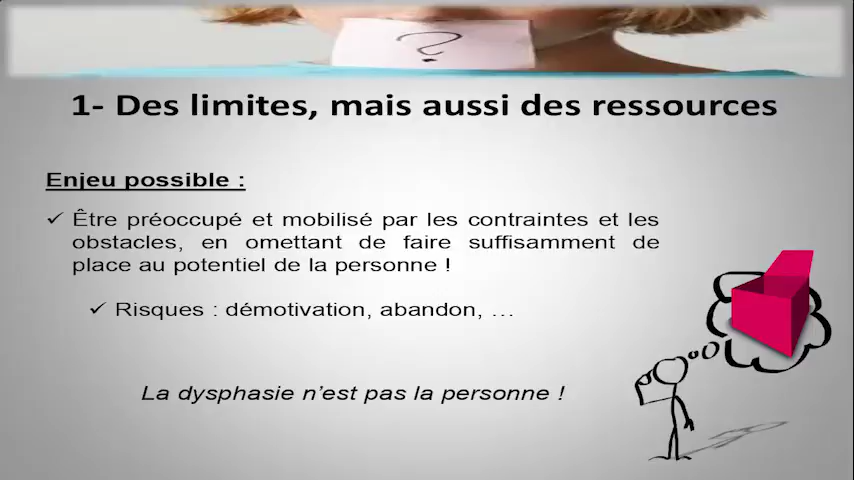 ?
1- Des limites, mais aussi des ressources
Enjeu possible :
✓ Être préoccupé et mobilisé par les contraintes et les
obstacles, en omettant de faire suffisamment de
place au potentiel de la personne !
✓ Risques : démotivation, abandon, …
La dysphasie n’est pas la personne !